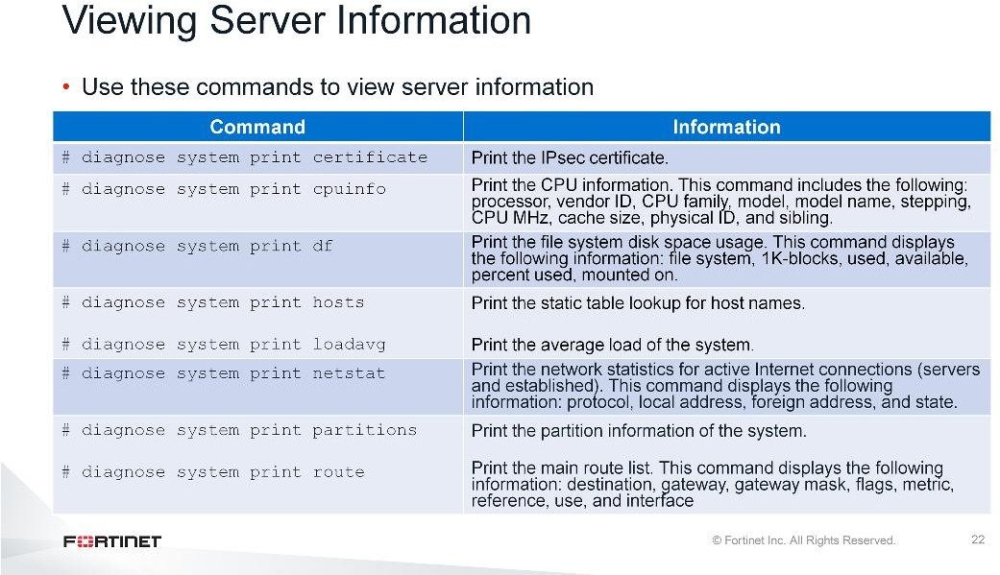 Viewing Server Information
• Use these commands to view server information
Command Information
# diagnose system print certificate Print the IPsec certificate.
# diagnose system print cpuinfo Print the CPU information. This command includes the following:
processor, vendor ID, CPU family, model, model name, stepping,
CPU MHz, cache size, physical ID, and sibling.
# diagnose system print df Print the file system disk space usage. This command displays
the following information: file system, 1K-blocks, used, available,
percent used, mounted on.
# diagnose system print hosts Print the static table lookup for host names.
# diagnose system print loadavg Print the average load of the system.
# diagnose system print netstat Print the network statistics for active Internet connections (servers
and established). This command displays the following
information: protocol, local address, foreign address, and state.
# diagnose system print partitions Print the partition information of the system.
# diagnose system print route Print the main route list. This command displays the following
information: destination, gateway, gateway mask, flags, metric,
reference, use, and interface
FORTINET © Fortinet Inc. All Rights Reserved. 22